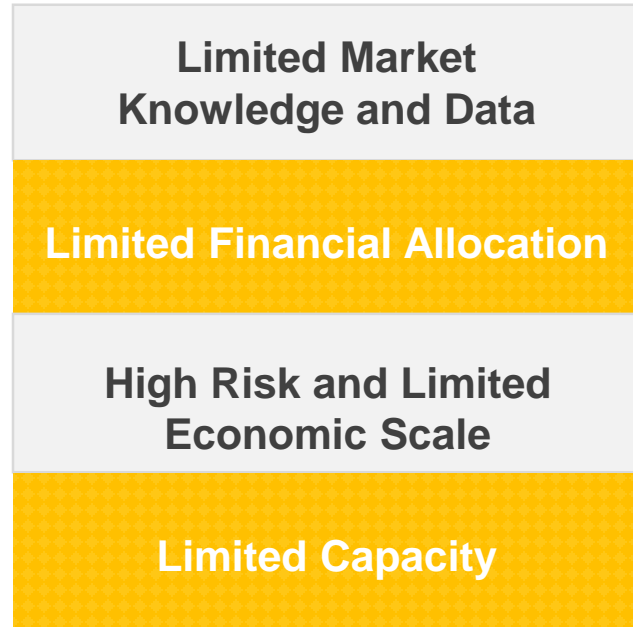 Limited Market
Knowledge and Data
Limited Financial Allocation
High Risk and Limited
Economic Scale
Limited Capacity